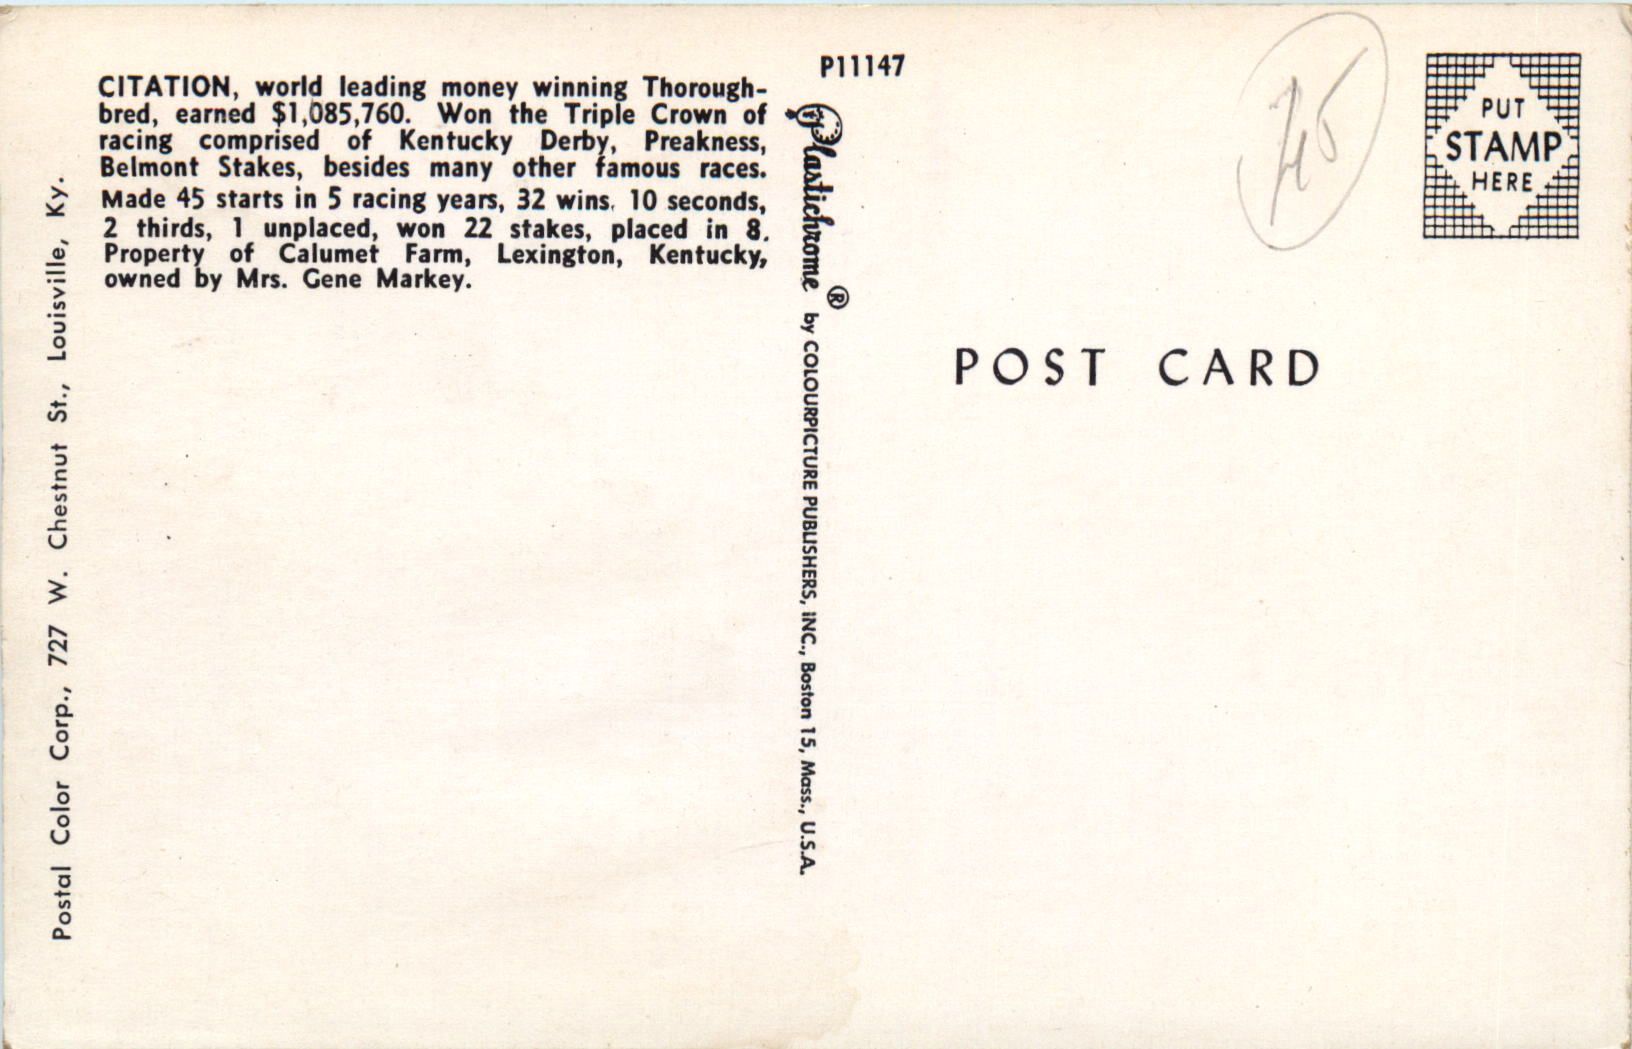 P11147
CITATION, world leading money winning Thorough-
bred, earned $1,085,760. Won the Triple Crown of
racing comprised of Kentucky Derby, Preakness,
Belmont Stakes, besides many other famous races.
Made 45 starts in 5 racing years, 32 wins, 10 seconds,
2 thirds, 1 unplaced, won 22 stakes, placed in 8.
Property of Calumet Farm, Lexington, Kentucky,
owned by Mrs. Gene Markey.
Postal Color Corp., 727 W. Chestnut St., Louisville, Ky.
Plastichrome ® by COLOURPICTURE PUBLISHERS, INC., Boston 15, Mass., U.S.A.
PUT
STAMP
HERE
POST CARD